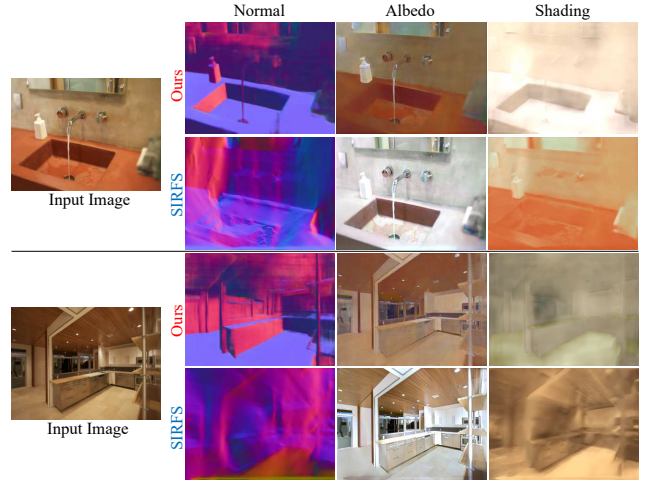 Normal Albedo Shading
Ours
SIRFS
Input Image
Ours
SIRFS
Input Image